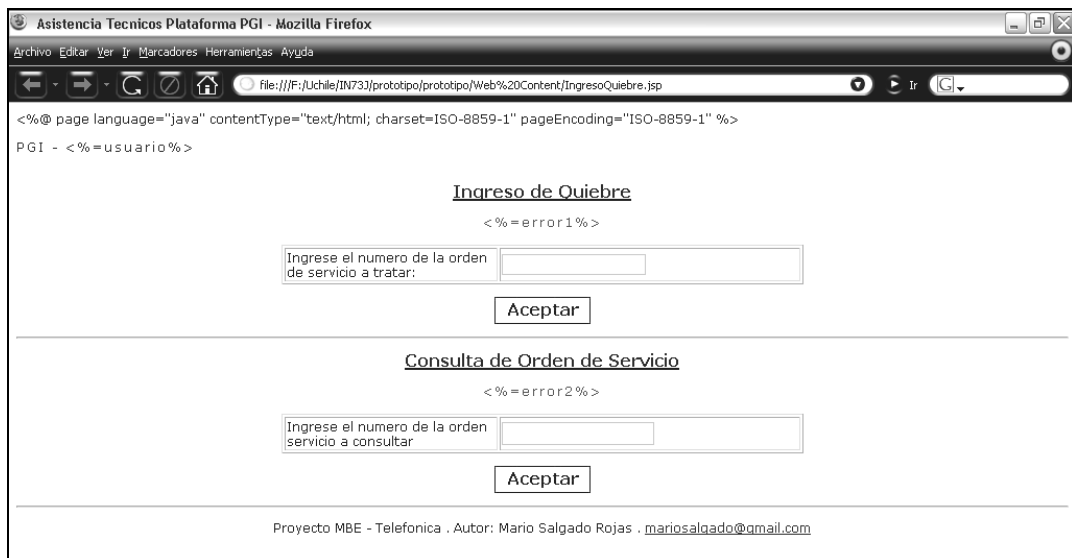 Asistencia Tecnicos Plataforma PGI - Mozilla Firefox
Archivo Editar Ver Ir Marcadores Herramientas Ayuda
file:///F:/Uchile/IN73J/prototipo/prototipo/Web%20Content/IngresoQuiebre.jsp
Ir
G
<%@ page language="java" contentType="text/html; charset=ISO-8859-1" pageEncoding="ISO-8859-1" %>
PGI - <%=usuario%>
Ingreso de Quiebre
<%=error1%>
Ingrese el numero de la orden
de servicio a tratar:
Aceptar
Consulta de Orden de Servicio
<%=error2%>
Ingrese el numero de la orden
servicio a consultar
Aceptar
Proyecto MBE - Telefonica . Autor: Mario Salgado Rojas . mariosalgado@gmail.com